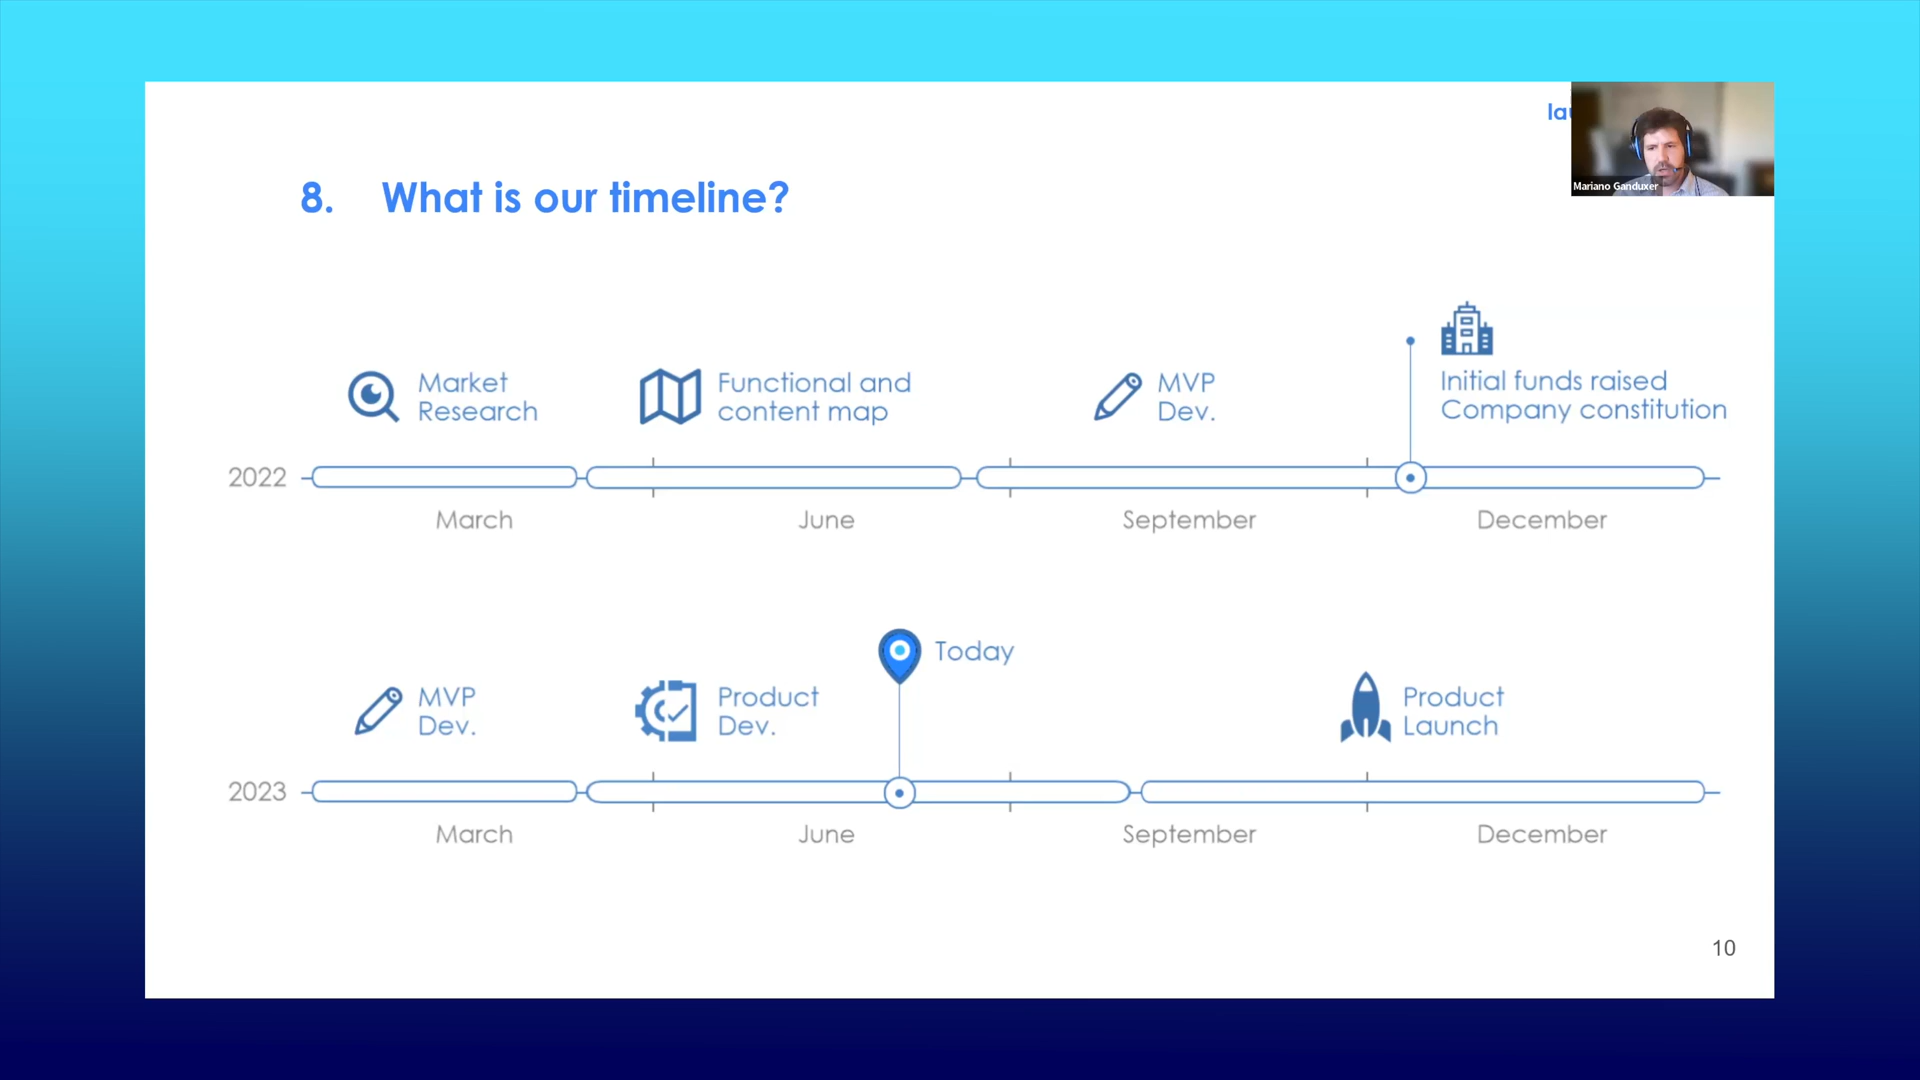 Mariano Ganduxer
8. What is our timeline?
Market
Research
Functional and
content map
MVP
Dev.
Initial funds raised
Company constitution
2022
March
June
September
December
Today
MVP
Dev.
Product
Dev.
Product
Launch
2023
March
June
September
December
10